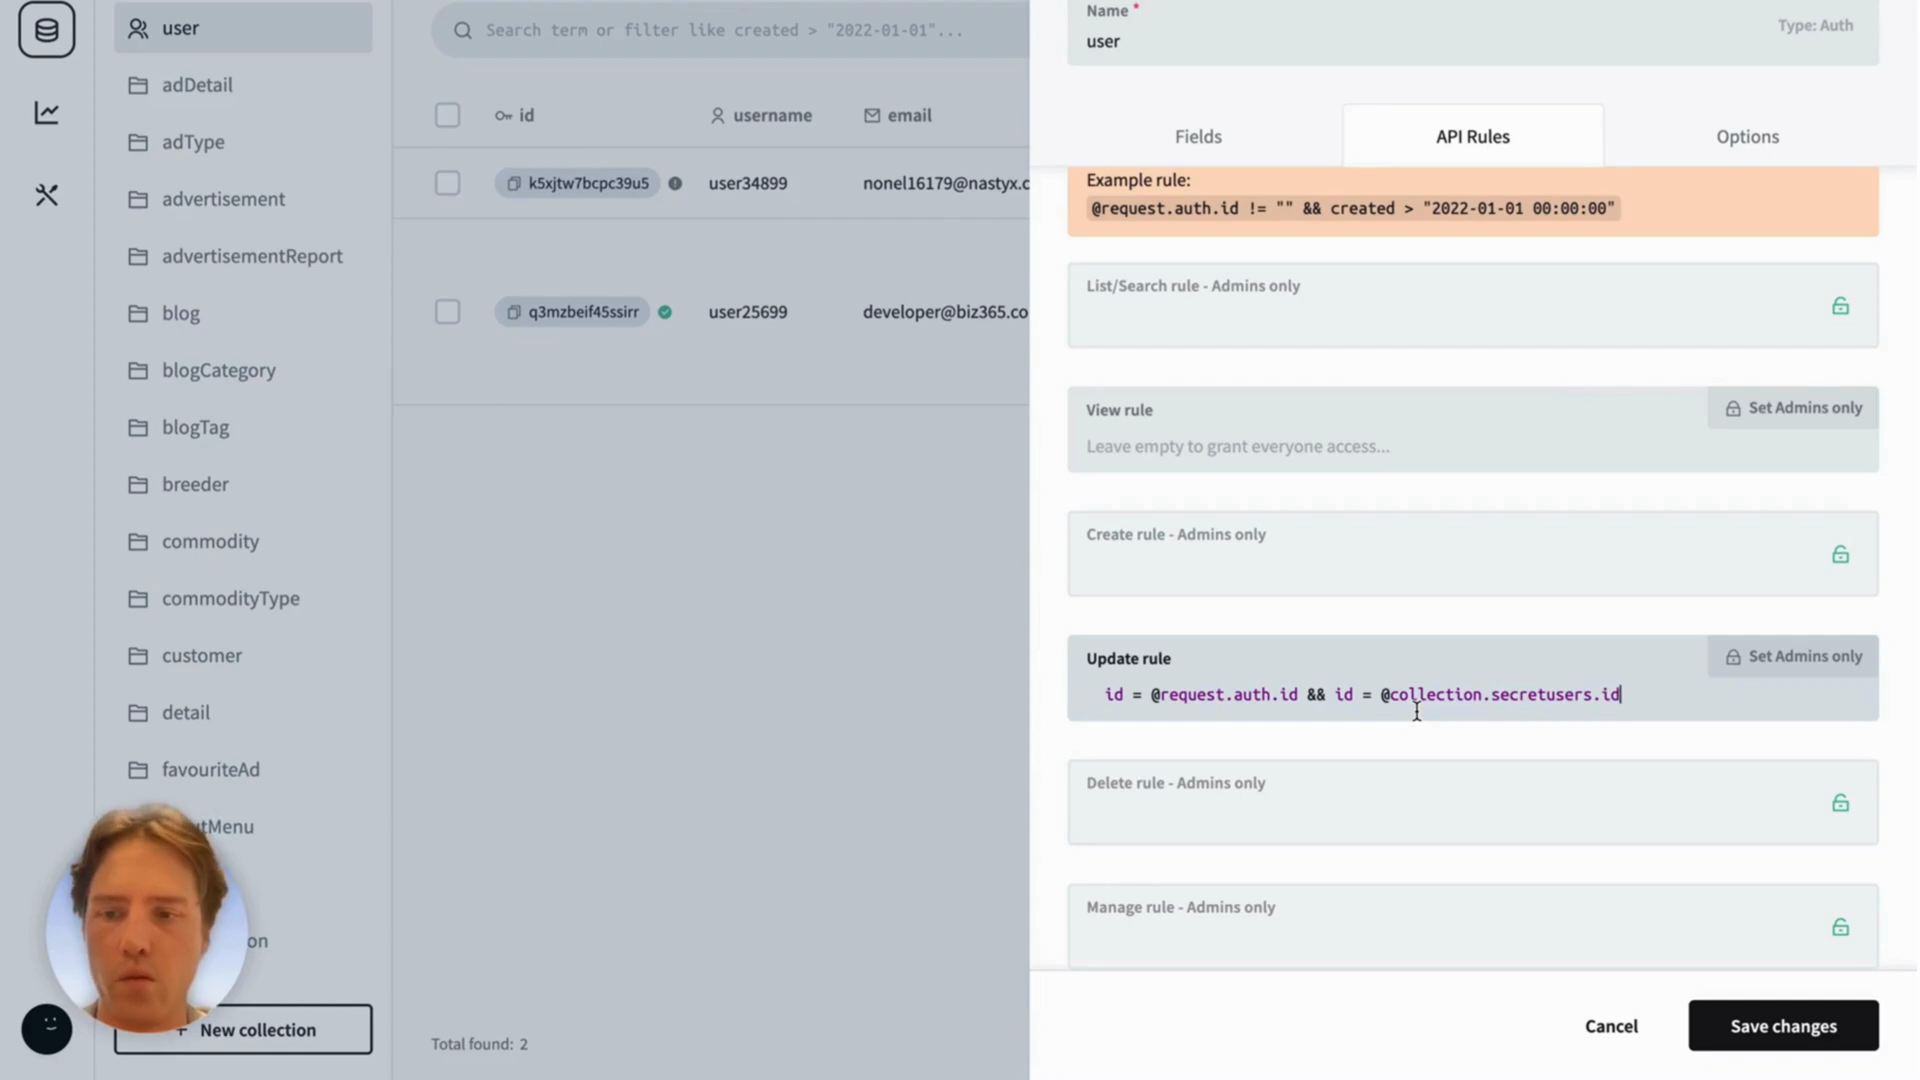 user
adDetail
adType
advertisement
advertisementReport
blog
blogCategory
blogTag
breeder
commodity
commodityType
customer
detail
favouriteAd
utMenu
on
+ New collection
Search term or filter like created > "2022-01-01"...
id
username
email
k5xjtw7bcpc39u5
user34899
nonel16179@nastyx.c
q3mzbeif45ssirr
user25699
developer@biz365.co
Total found: 2
Name *
user
Type: Auth
Fields
API Rules
Options
Example rule:
@request.auth.id != "" && created > "2022-01-01 00:00:00"
List/Search rule - Admins only
View rule
Set Admins only
Leave empty to grant everyone access...
Create rule - Admins only
Update rule
Set Admins only
id = @request.auth.id && id = @collection.secretusers.id
Delete rule - Admins only
Manage rule - Admins only
Cancel
Save changes